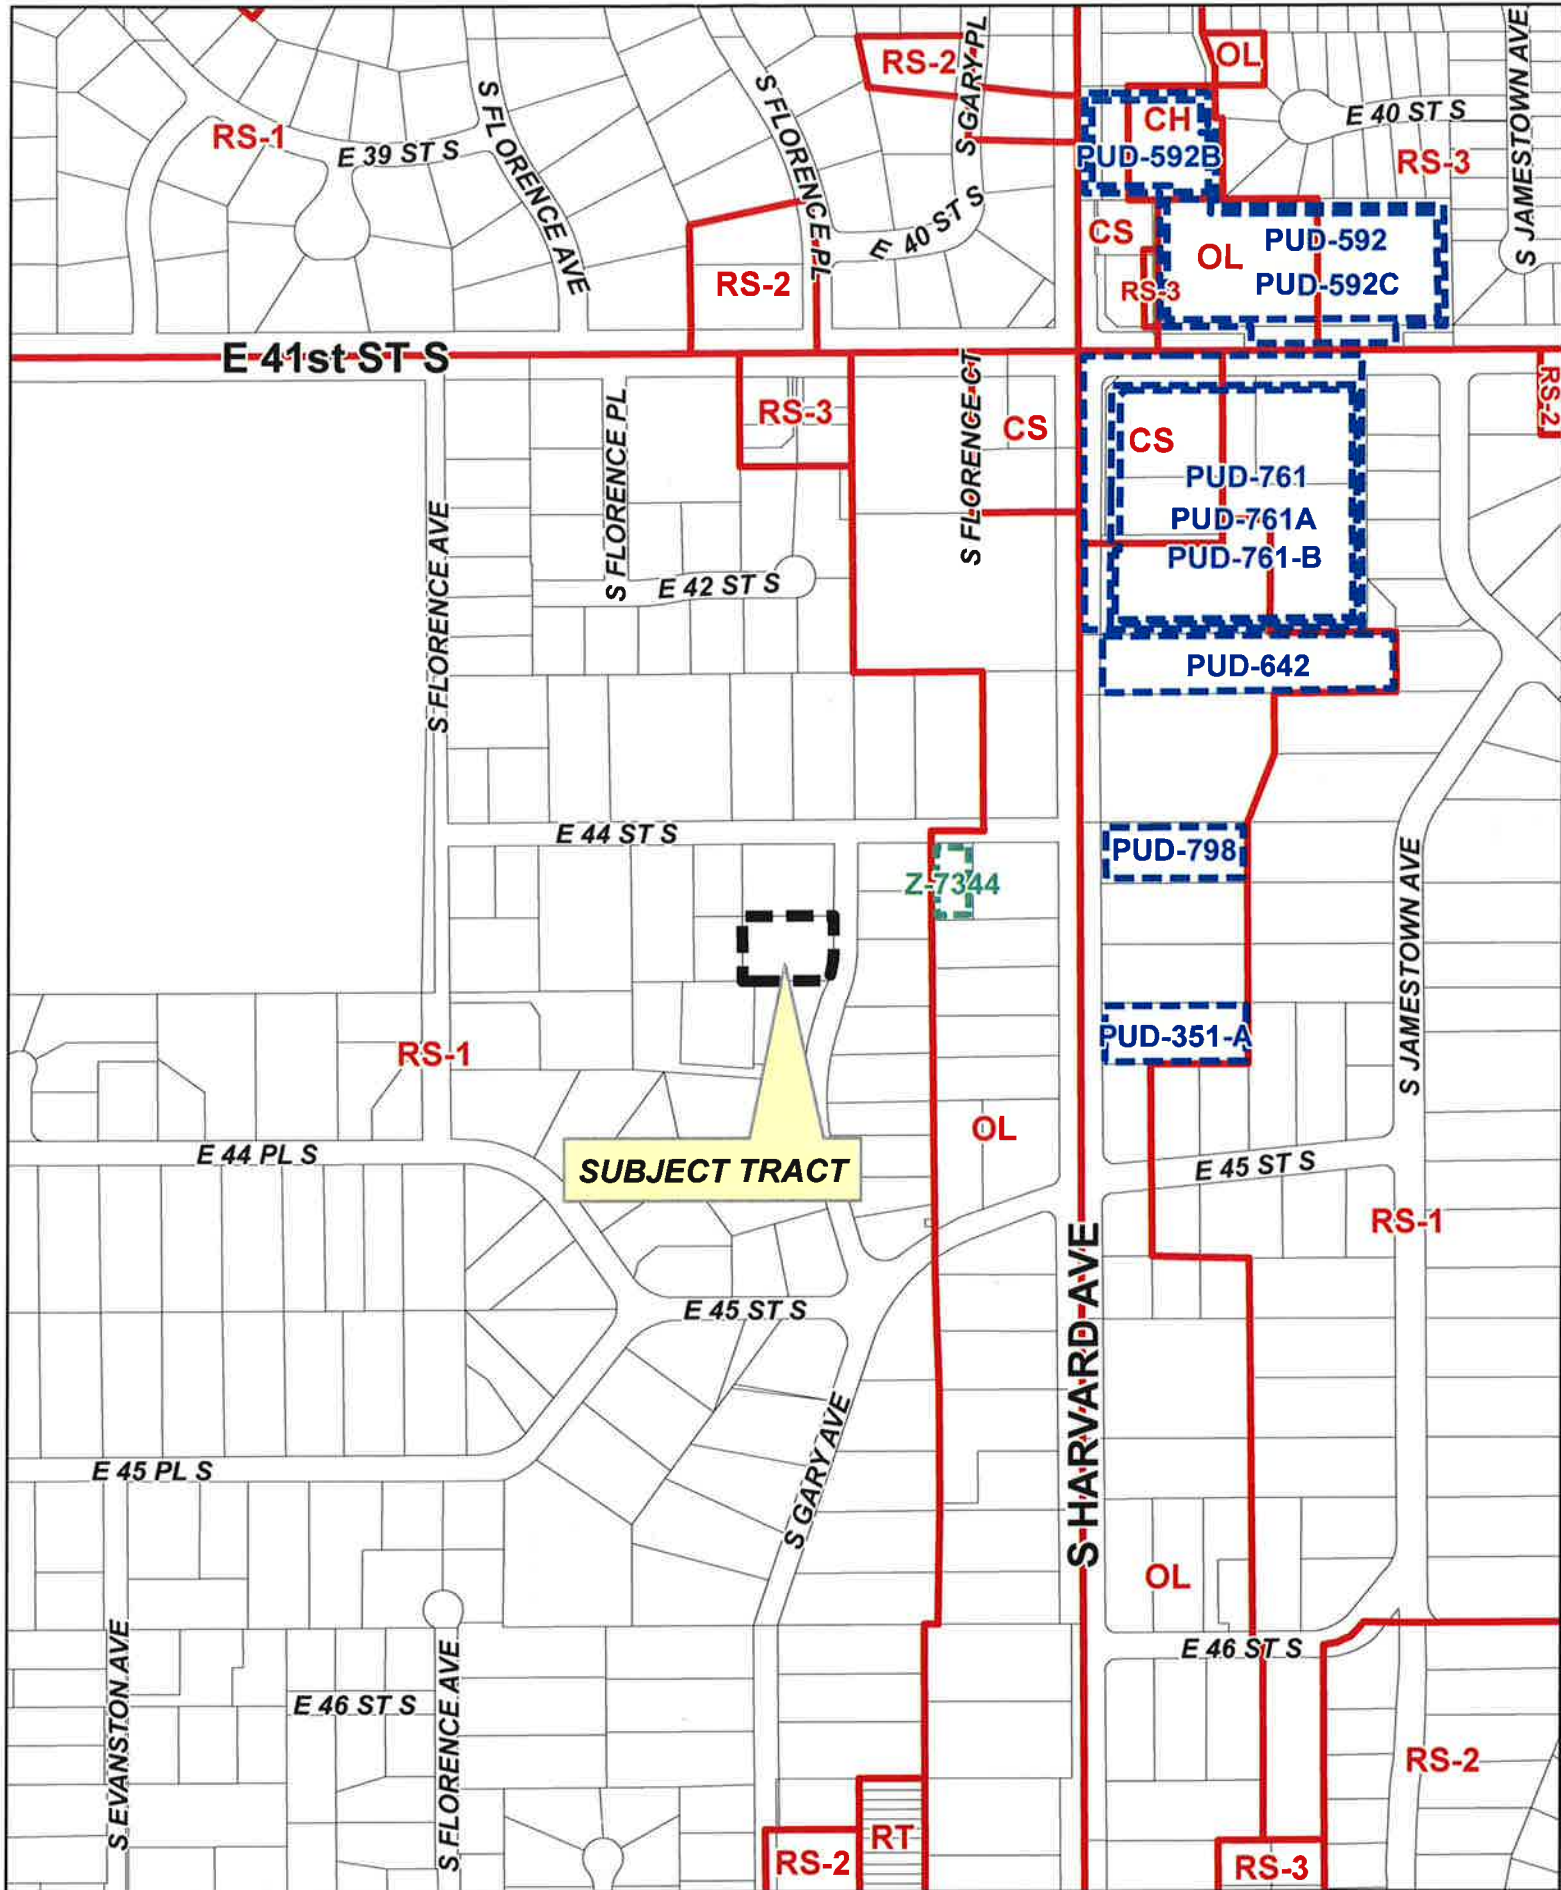 RS-2
S GARY PL
OL
S JAMESTOWN AVE
S FLORENCE AVE
S FLORENCE PL
CH
E 40 ST S
RS-1
E 39 ST S
PUD-592B
RS-3
E 40 ST S
CS
OL
PUD-592
RS-2
RS-3
PUD-592C
E 41st ST S
S FLORENCE CT
RS-3
CS
CS
RS-2
S FLORENCE PL
PUD-761
PUD-761A
PUD-761-B
S FLORENCE AVE
E 42 ST S
PUD-642
E 44 ST S
PUD-798
Z-7344
S JAMESTOWN AVE
PUD-351-A
RS-1
OL
E 44 PL S
SUBJECT TRACT
E 45 ST S
RS-1
E 45 ST S
S HARVARD AVE
S GARY AVE
E 45 PL S
OL
E 46 ST S
S EVANSTON AVE
E 46 ST S
S FLORENCE AVE
RS-2
RT
RS-2
RS-3